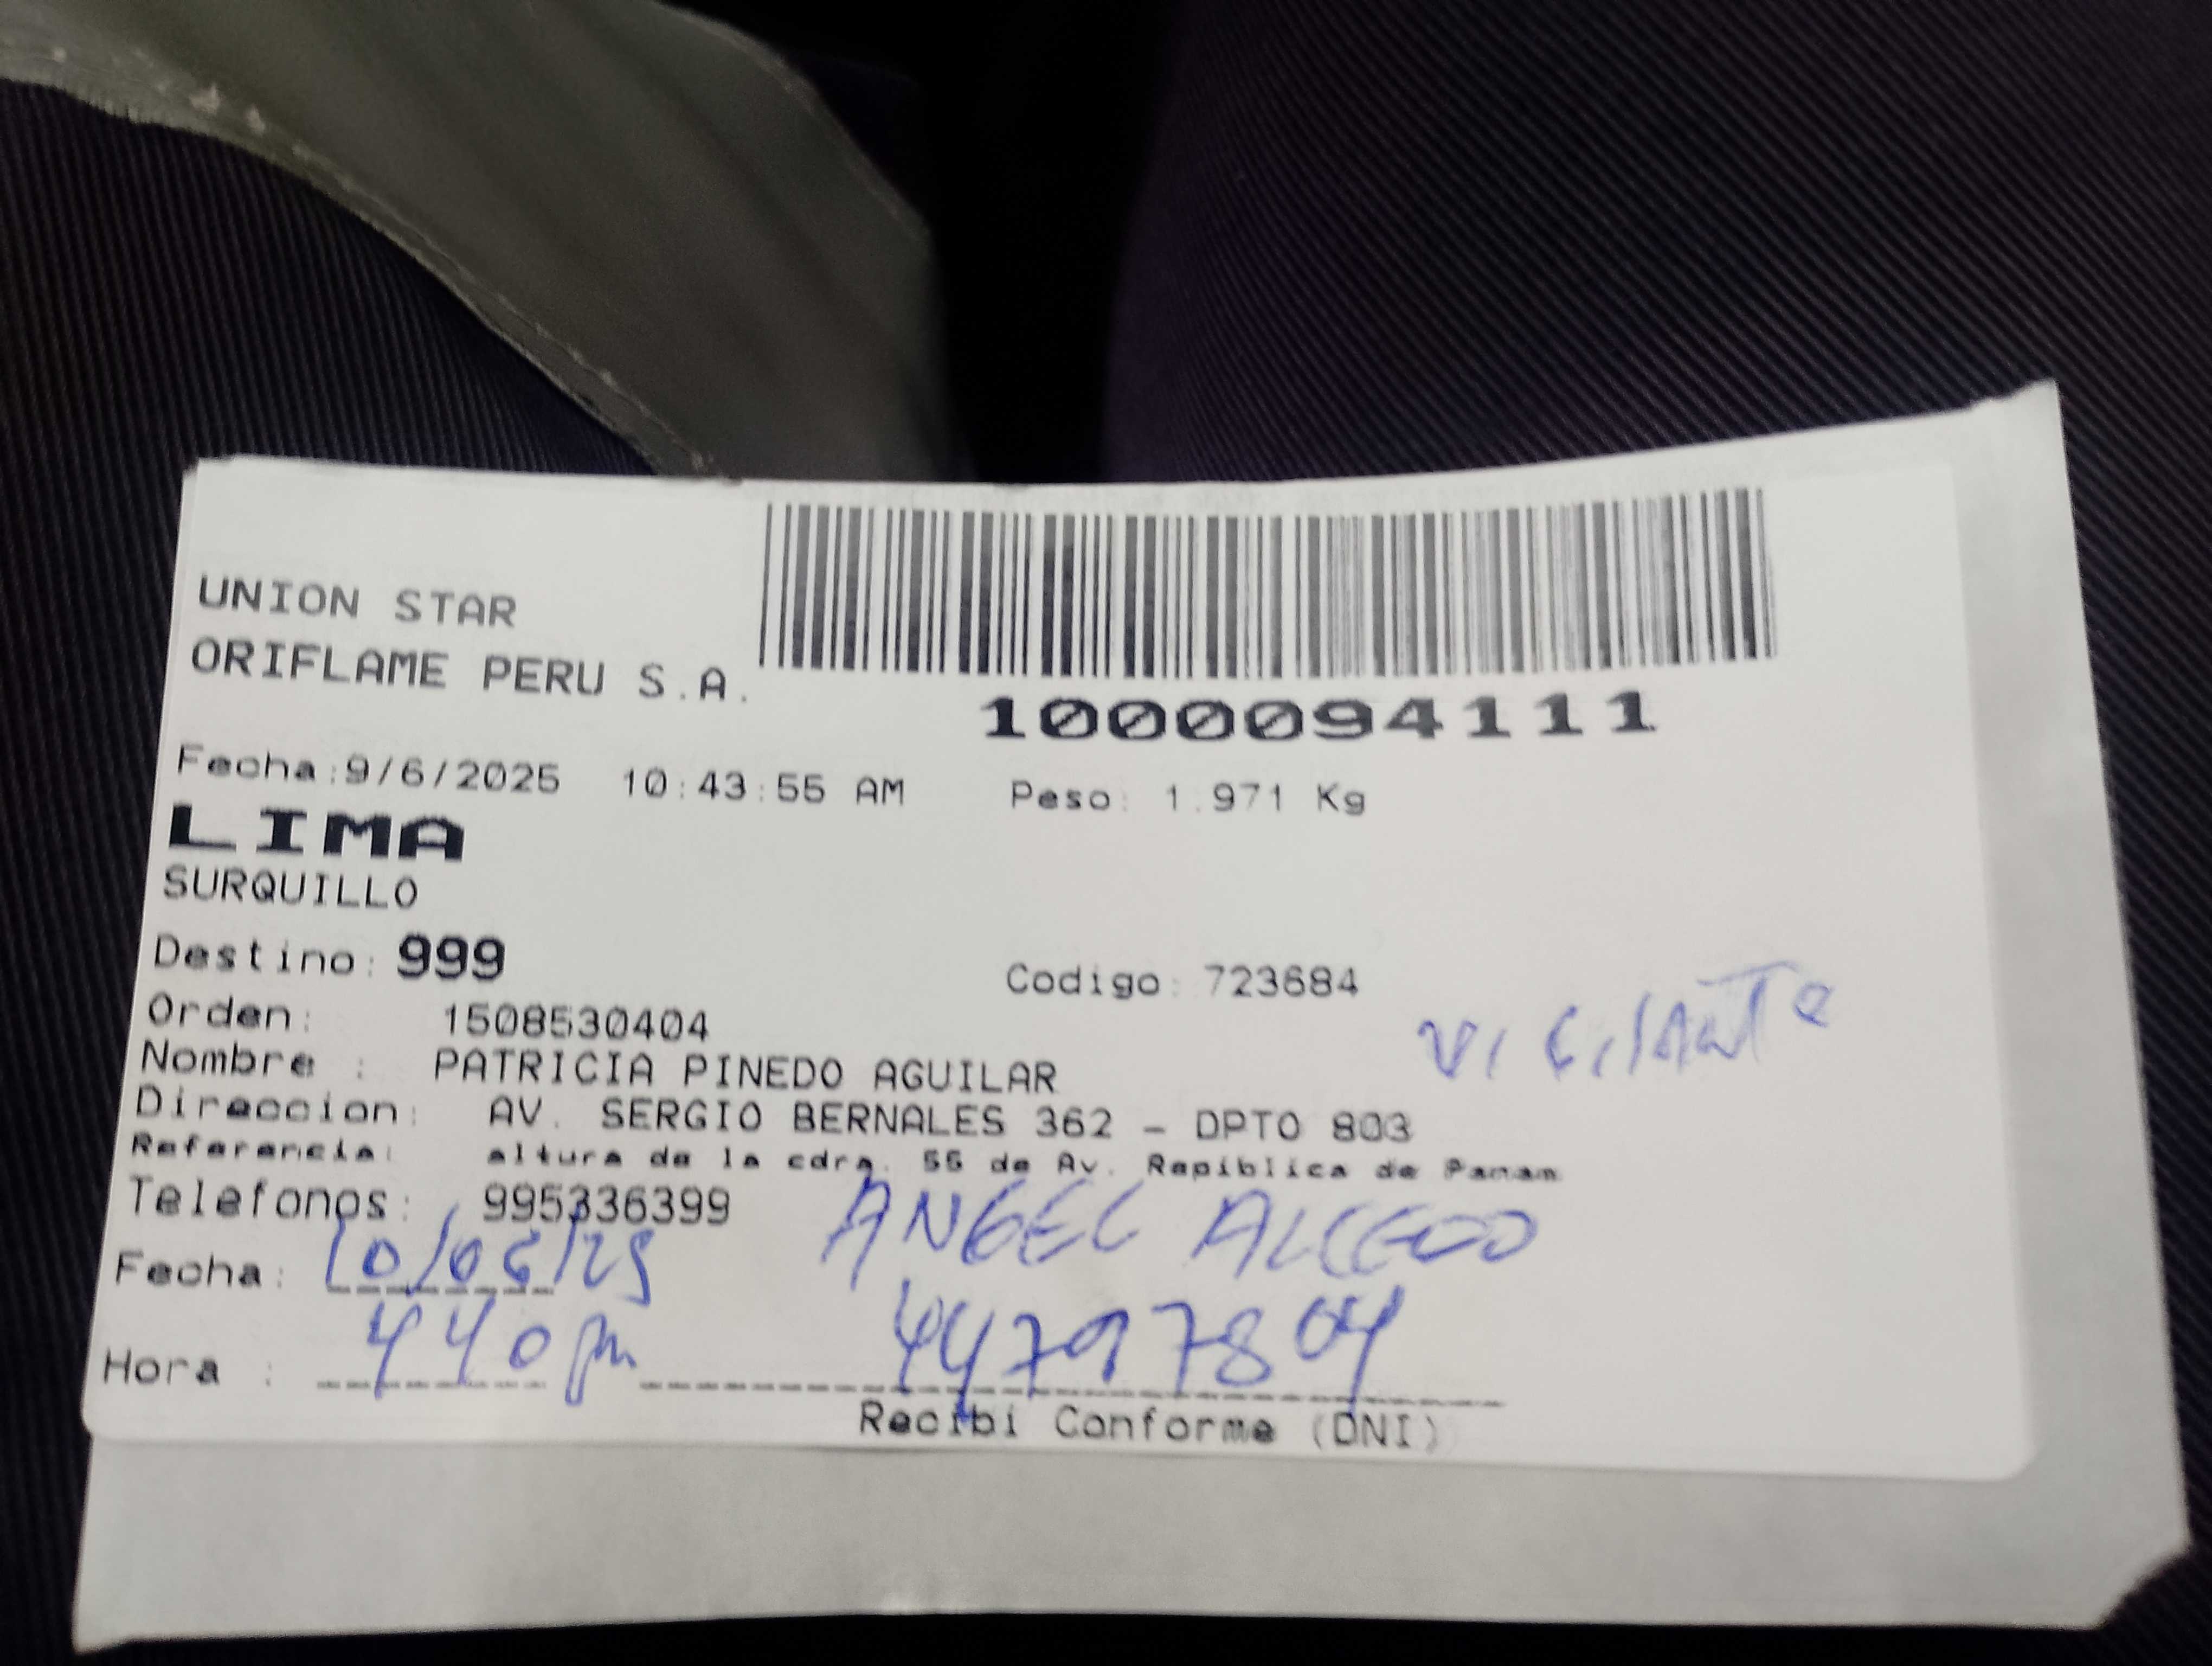 UNION STAR
ORIFLAME PERU S.A.
1000094111
Fecha:9/6/2025 10:43:55 AM Peso: 1.971 Kg
LIMA
SURQUILLO
Destino: 999 Codigo: 723684
Orden: 1508530404
VIGILANTE
Nombre : PATRICIA PINEDO AGUILAR
Direccion: AV. SERGIO BERNALES 362 - DPTO 803
Referencia: altura de la cdra. 55 de Av. Repiblica de Panam
Telefonos: 995336399
ANGEL ALCEDO
Fecha: 10/06/25
Hora : 440 pm 44797804
Recibi Conforme (DNI)